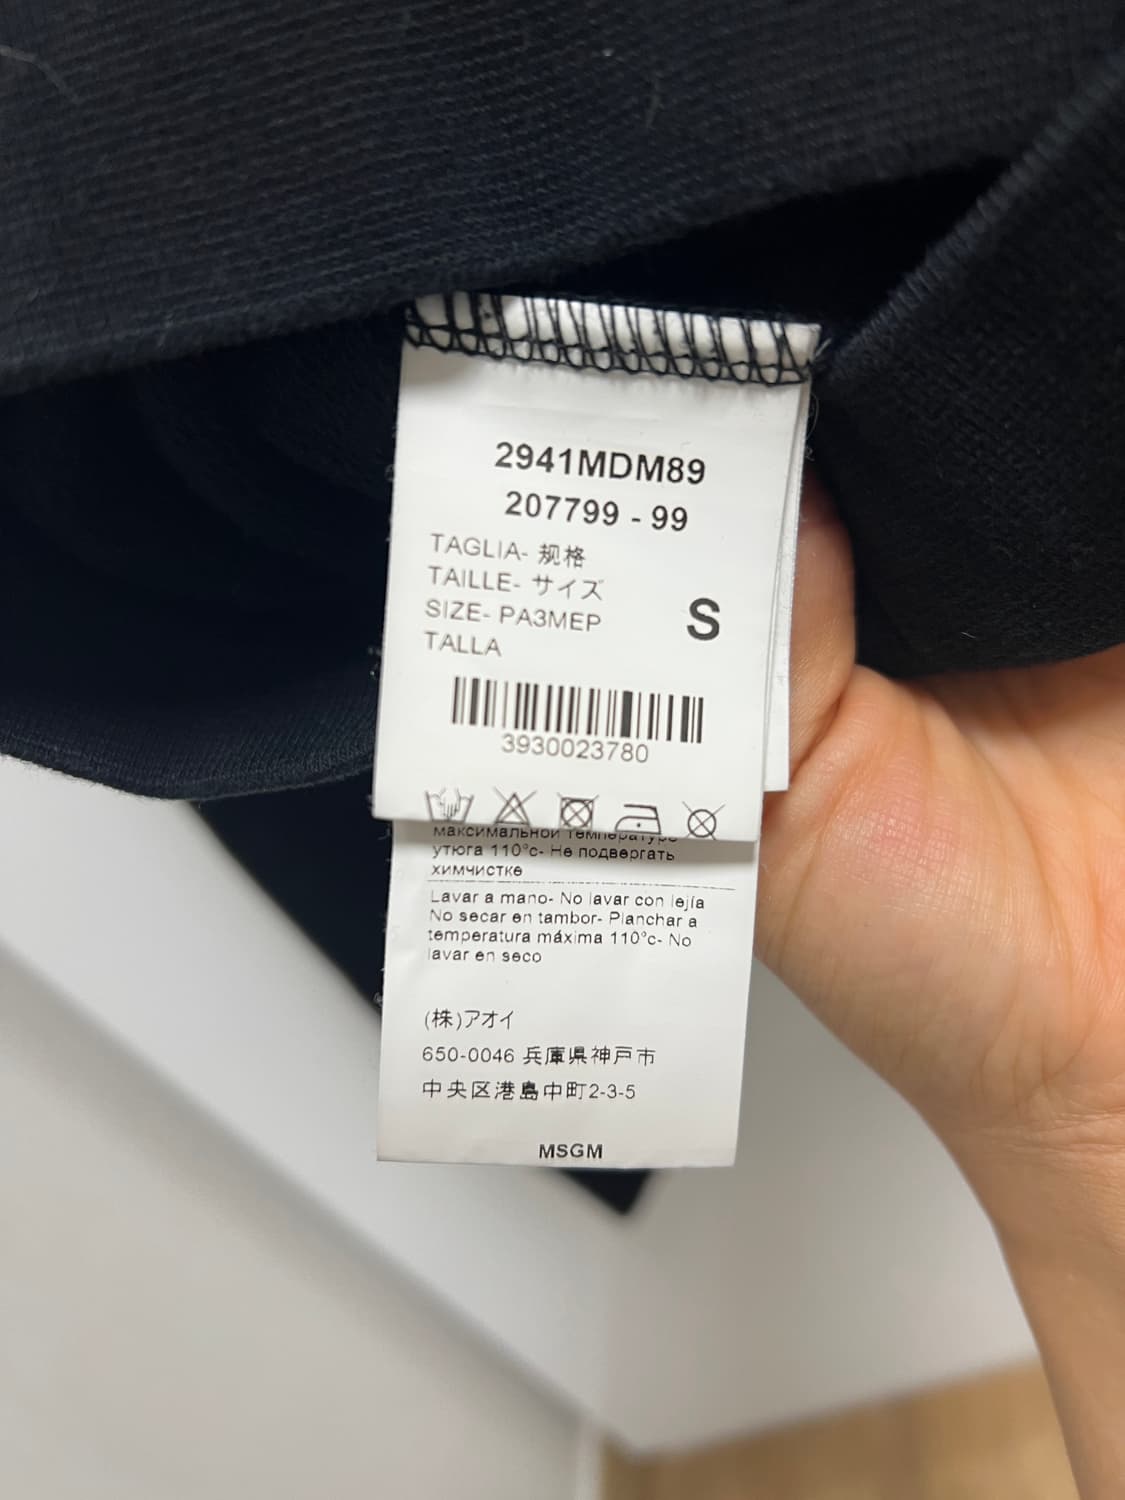 2941MDM89
207799 - 99
TAGLIA- 规格
TAILLE- サイズ
SIZE- РАЗМЕР
TALLA
S
3930023780
максимальной температуре
утюга 110°c- Не подвергать
химчистке
Lavar a mano- No lavar con lejía
No secar en tambor- Planchar a
temperatura máxima 110°c- No
lavar en seco
(株)アオイ
650-0046 兵庫県神戸市
中央区港島中町2-3-5
MSGM